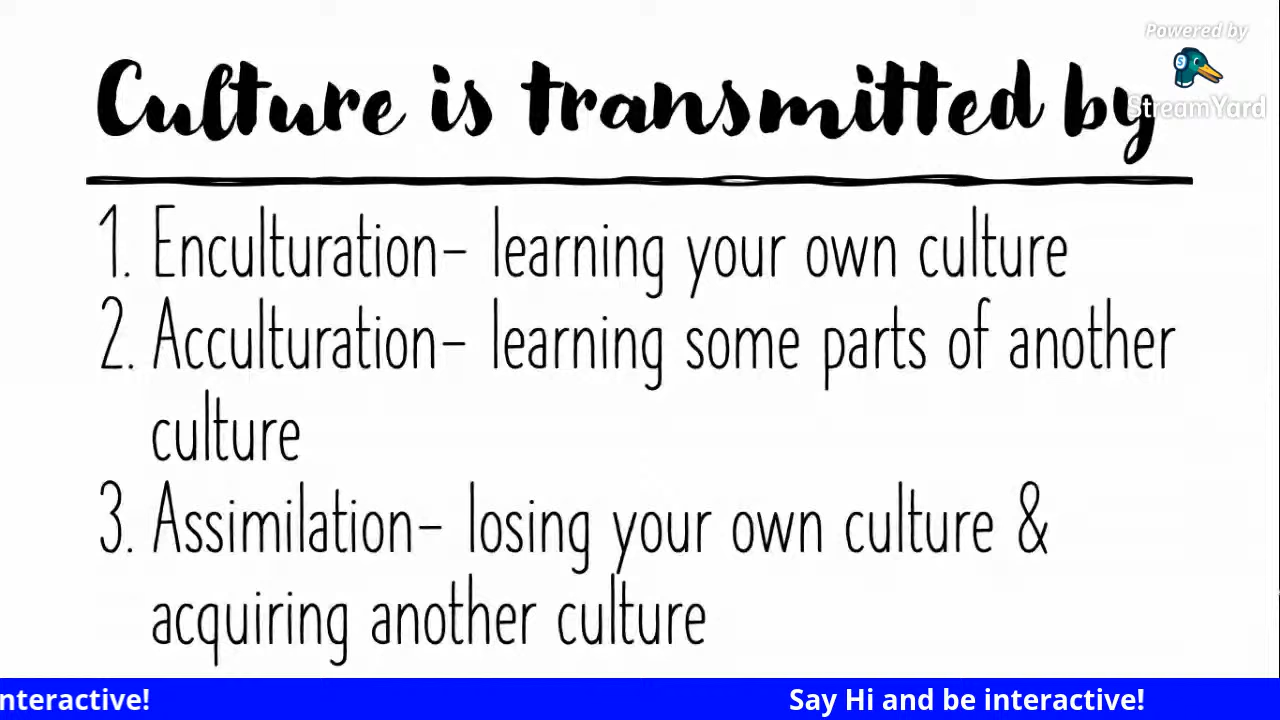 Powered by
StreamYard
Culture is transmitted by
1. Enculturation- learning your own culture
2. Acculturation- learning some parts of another
culture
3. Assimilation- losing your own culture &
acquiring another culture
nteractive! Say Hi and be interactive!